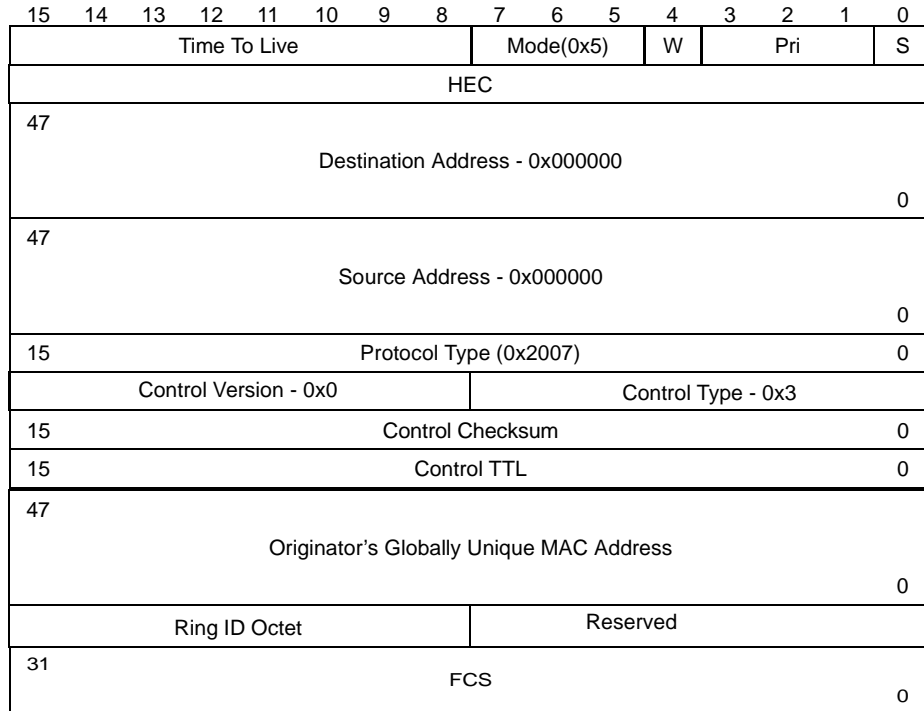 15 14 13 12 11 10 9 8 7 6 5 4 3 2 1 0
Time To Live Mode(0x5) W Pri S
HEC
47
Destination Address - 0x000000
0
47
Source Address - 0x000000
0
15 Protocol Type (0x2007) 0
Control Version - 0x0 Control Type - 0x3
15 Control Checksum 0
15 Control TTL 0
47
Originator's Globally Unique MAC Address
0
Ring ID Octet Reserved
31
FCS
0